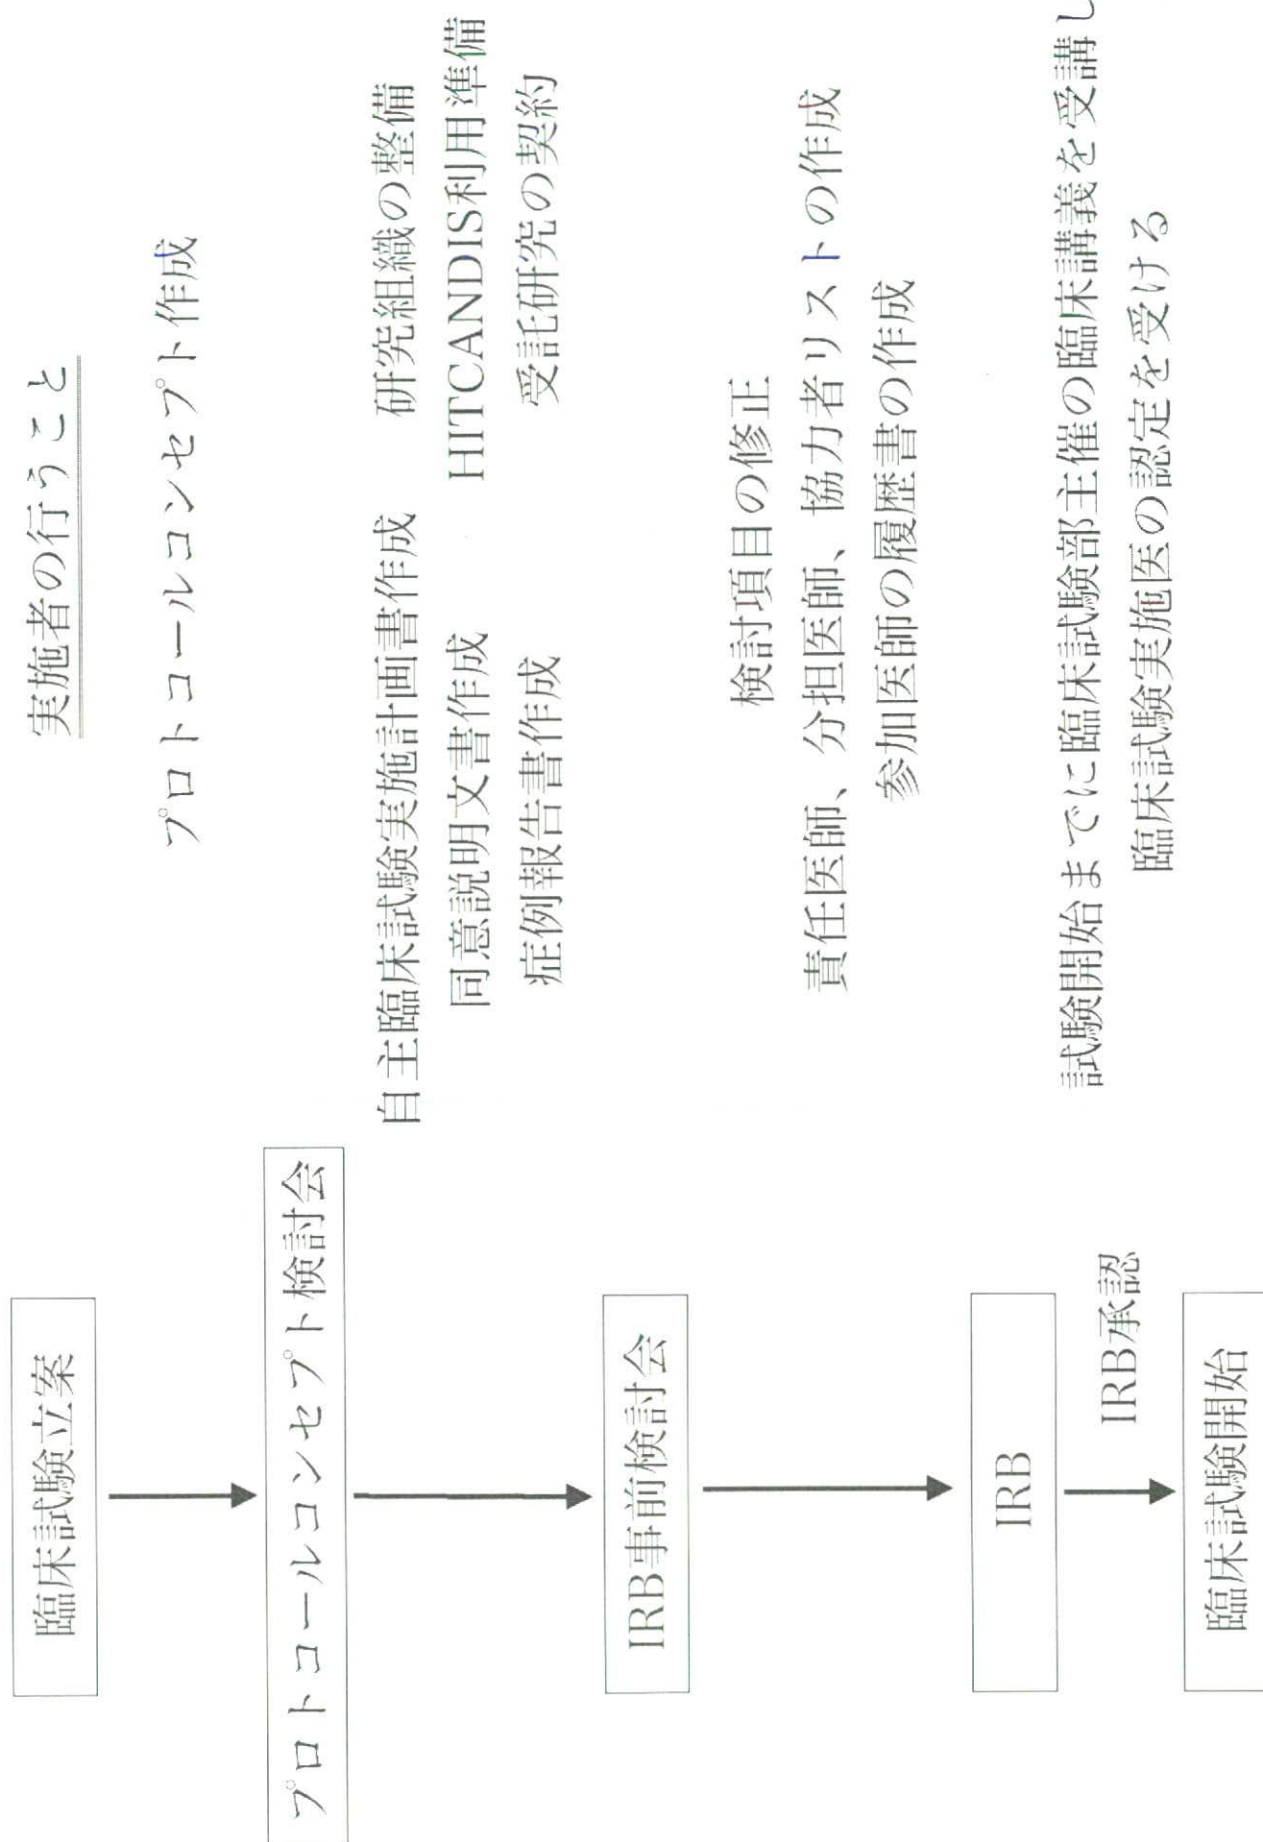 実施者の行うこと
臨床試験立案
プロトコールコンセプト作成
プロトコールコンセプト検討会
自主臨床試験実施計画書作成 研究組織の整備
同意説明文書作成 HITCANDIS利用準備
症例報告書作成 受託研究の契約
IRB事前検討会
検討項目の修正
責任医師、分担医師、協力者リストの作成
参加医師の履歴書の作成
IRB
試験開始までに臨床試験部主催の臨床講義を受講し
IRB承認
臨床試験実施医の認定を受ける
臨床試験開始